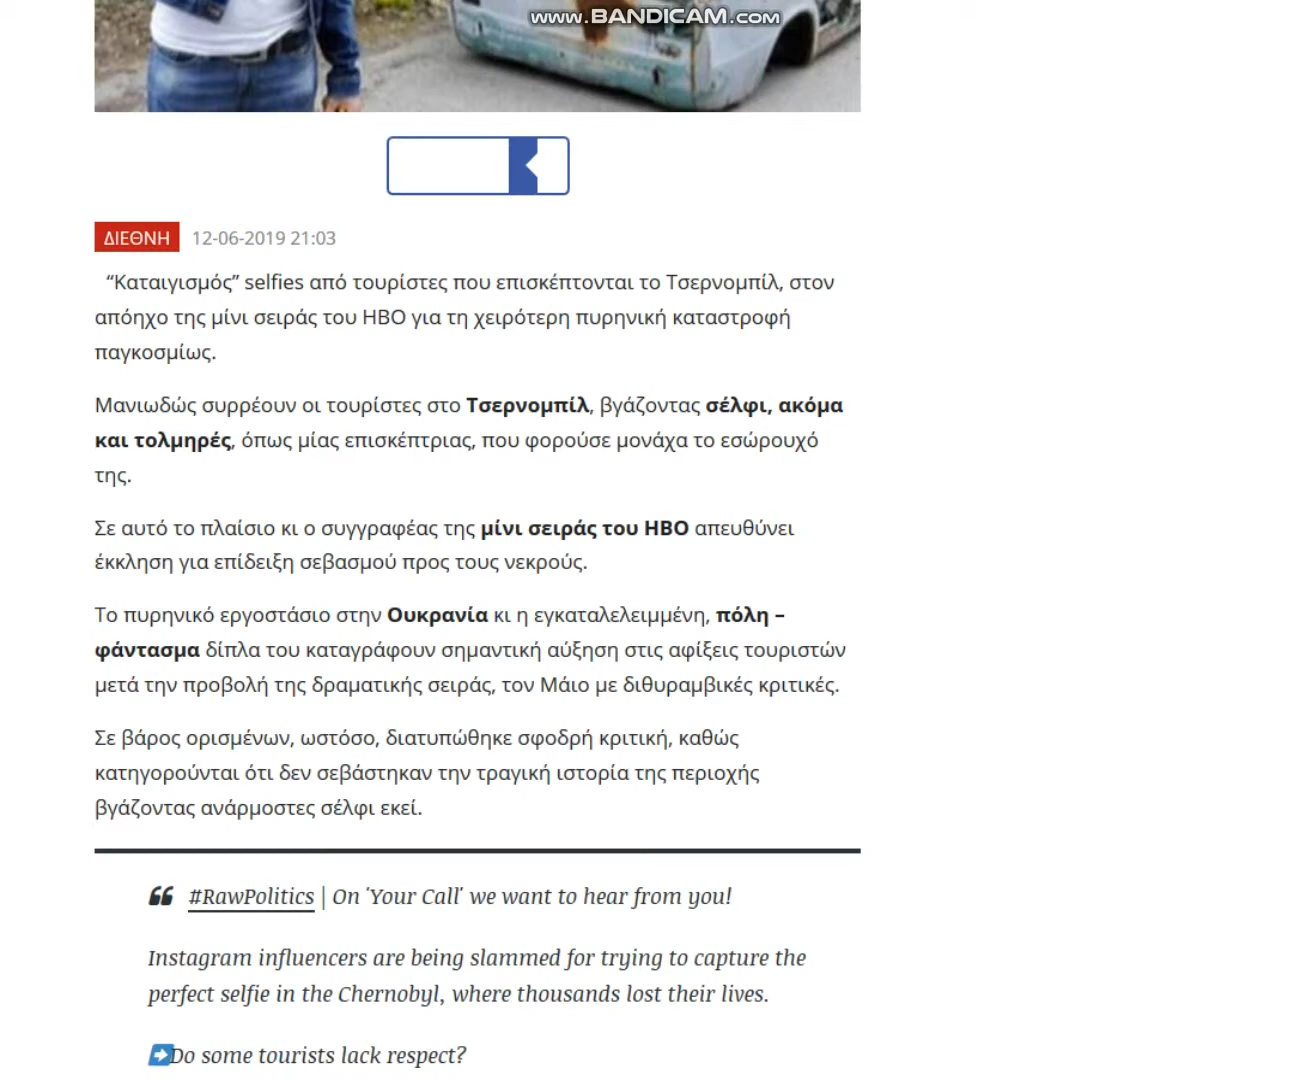 www.BANDICAM.com
ΔΙΕΘΝΗ 12-06-2019 21:03
“Καταιγισμός” selfies από τουρίστες που επισκέπτονται το Τσερνομπίλ, στον
απόηχο της μίνι σειράς του HBO για τη χειρότερη πυρηνική καταστροφή
παγκοσμίως.
Μανιωδώς συρρέουν οι τουρίστες στο Τσερνομπίλ, βγάζοντας σέλφι, ακόμα
και τολμηρές, όπως μίας επισκέπτριας, που φορούσε μονάχα το εσώρουχό
της.
Σε αυτό το πλαίσιο κι ο συγγραφέας της μίνι σειράς του HBO απευθύνει
έκκληση για επίδειξη σεβασμού προς τους νεκρούς.
Το πυρηνικό εργοστάσιο στην Ουκρανία κι η εγκαταλελειμμένη, πόλη –
φάντασμα δίπλα του καταγράφουν σημαντική αύξηση στις αφίξεις τουριστών
μετά την προβολή της δραματικής σειράς, τον Μάιο με διθυραμβικές κριτικές.
Σε βάρος ορισμένων, ωστόσο, διατυπώθηκε σφοδρή κριτική, καθώς
κατηγορούνται ότι δεν σεβάστηκαν την τραγική ιστορία της περιοχής
βγάζοντας ανάρμοστες σέλφι εκεί.
#RawPolitics | On 'Your Call' we want to hear from you!
Instagram influencers are being slammed for trying to capture the
perfect selfie in the Chernobyl, where thousands lost their lives.
➡Do some tourists lack respect?